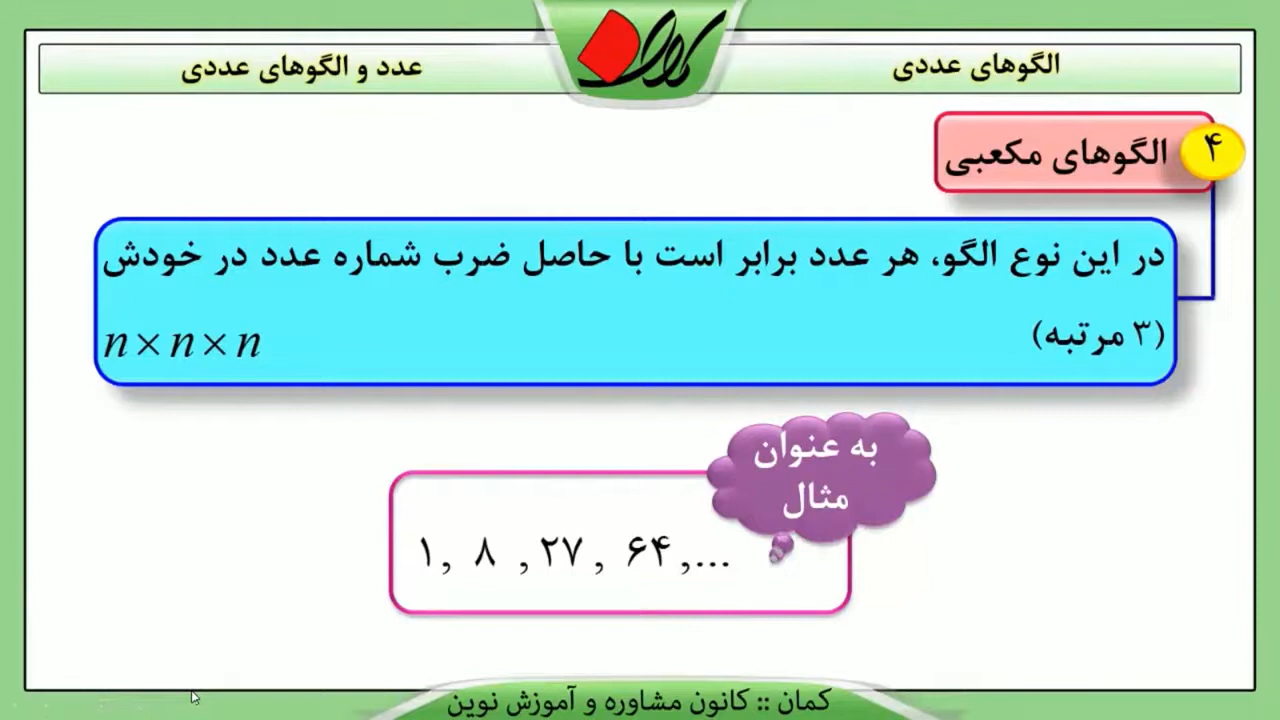 الگوهای عددی
عدد و الگوهای عددی
کمان
۴
الگوهای مکعبی
در این نوع الگو، هر عدد برابر است با حاصل ضرب شماره عدد در خودش
(۳ مرتبه)
n×n×n
به عنوان
مثال
۱, ۸ ,۲۷, ۶۴,...
کمان :: کانون مشاوره و آموزش نوین